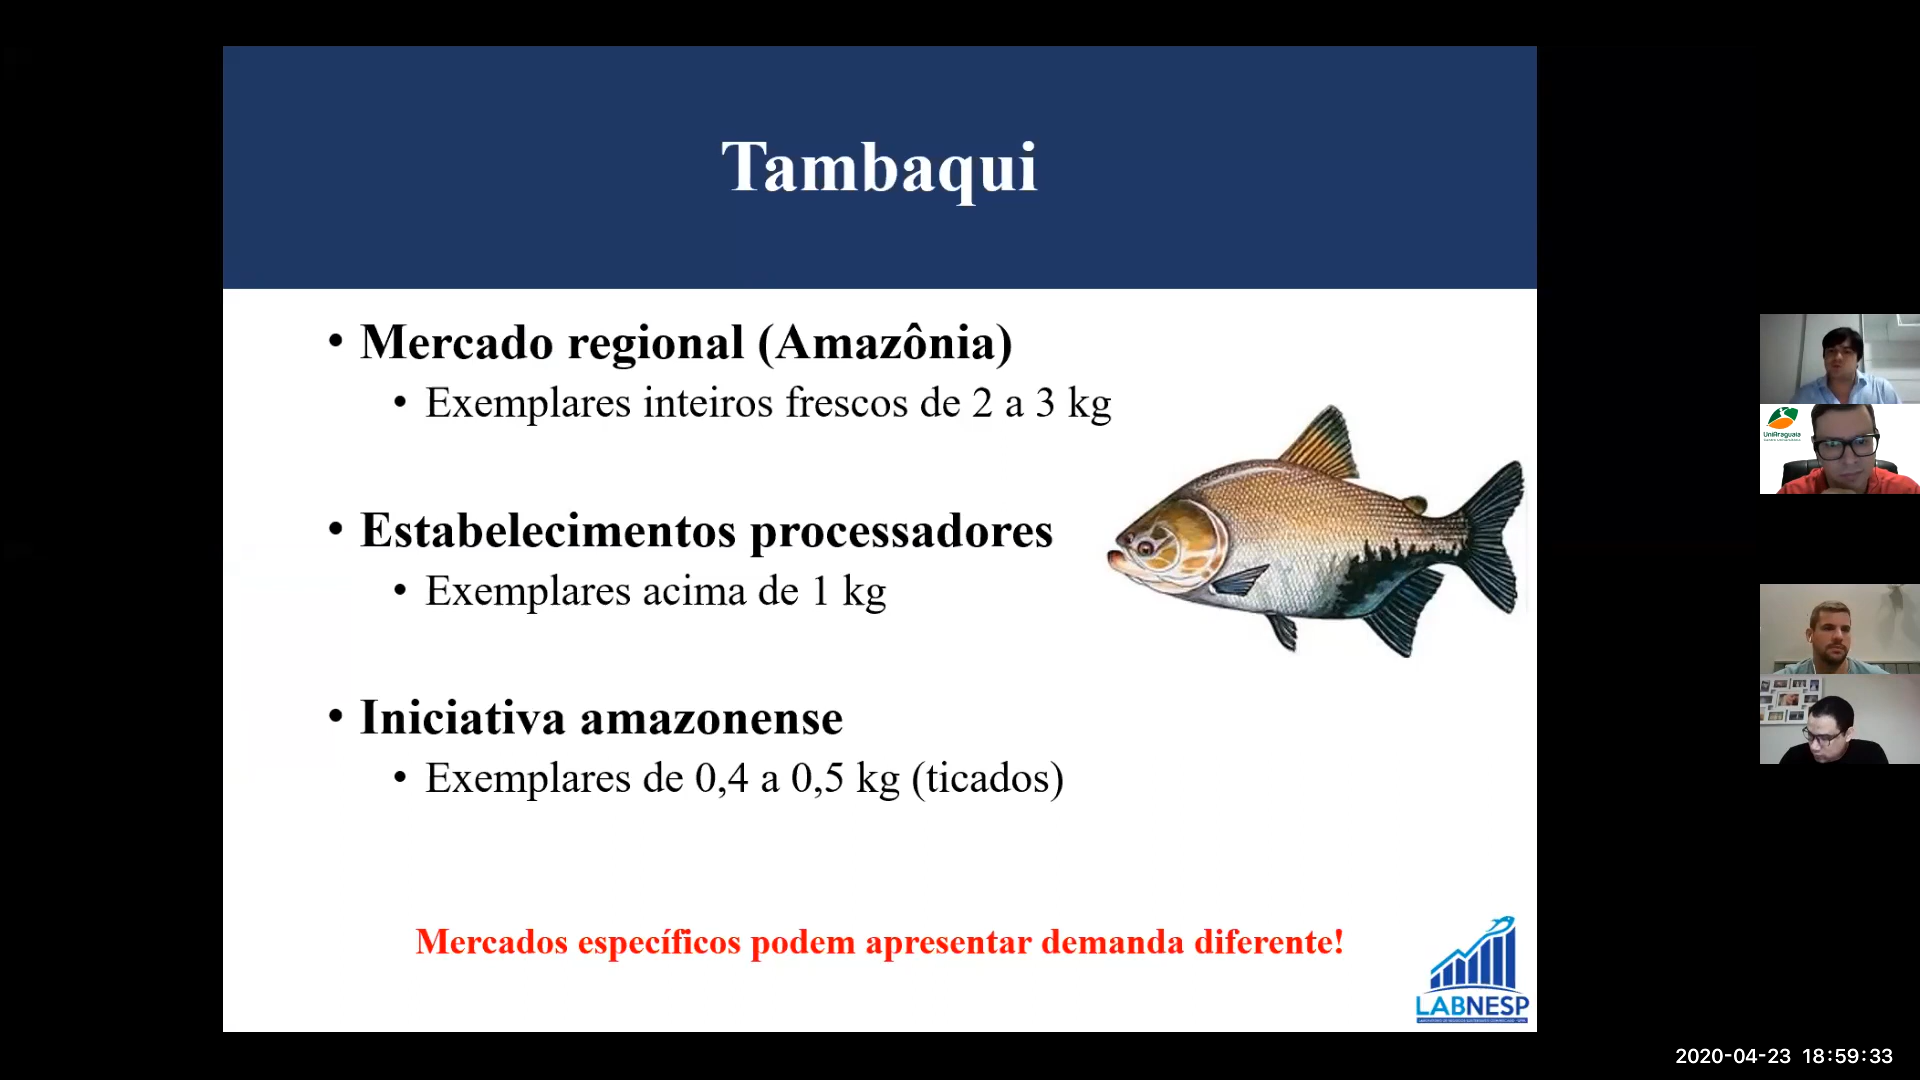 Tambaqui
• Mercado regional (Amazônia)
• Exemplares inteiros frescos de 2 a 3 kg
• Estabelecimentos processadores
• Exemplares acima de 1 kg
• Iniciativa amazonense
• Exemplares de 0,4 a 0,5 kg (ticados)
Mercados específicos podem apresentar demanda diferente!
LABNESP
UniAraguaia
2020-04-23 18:59:33